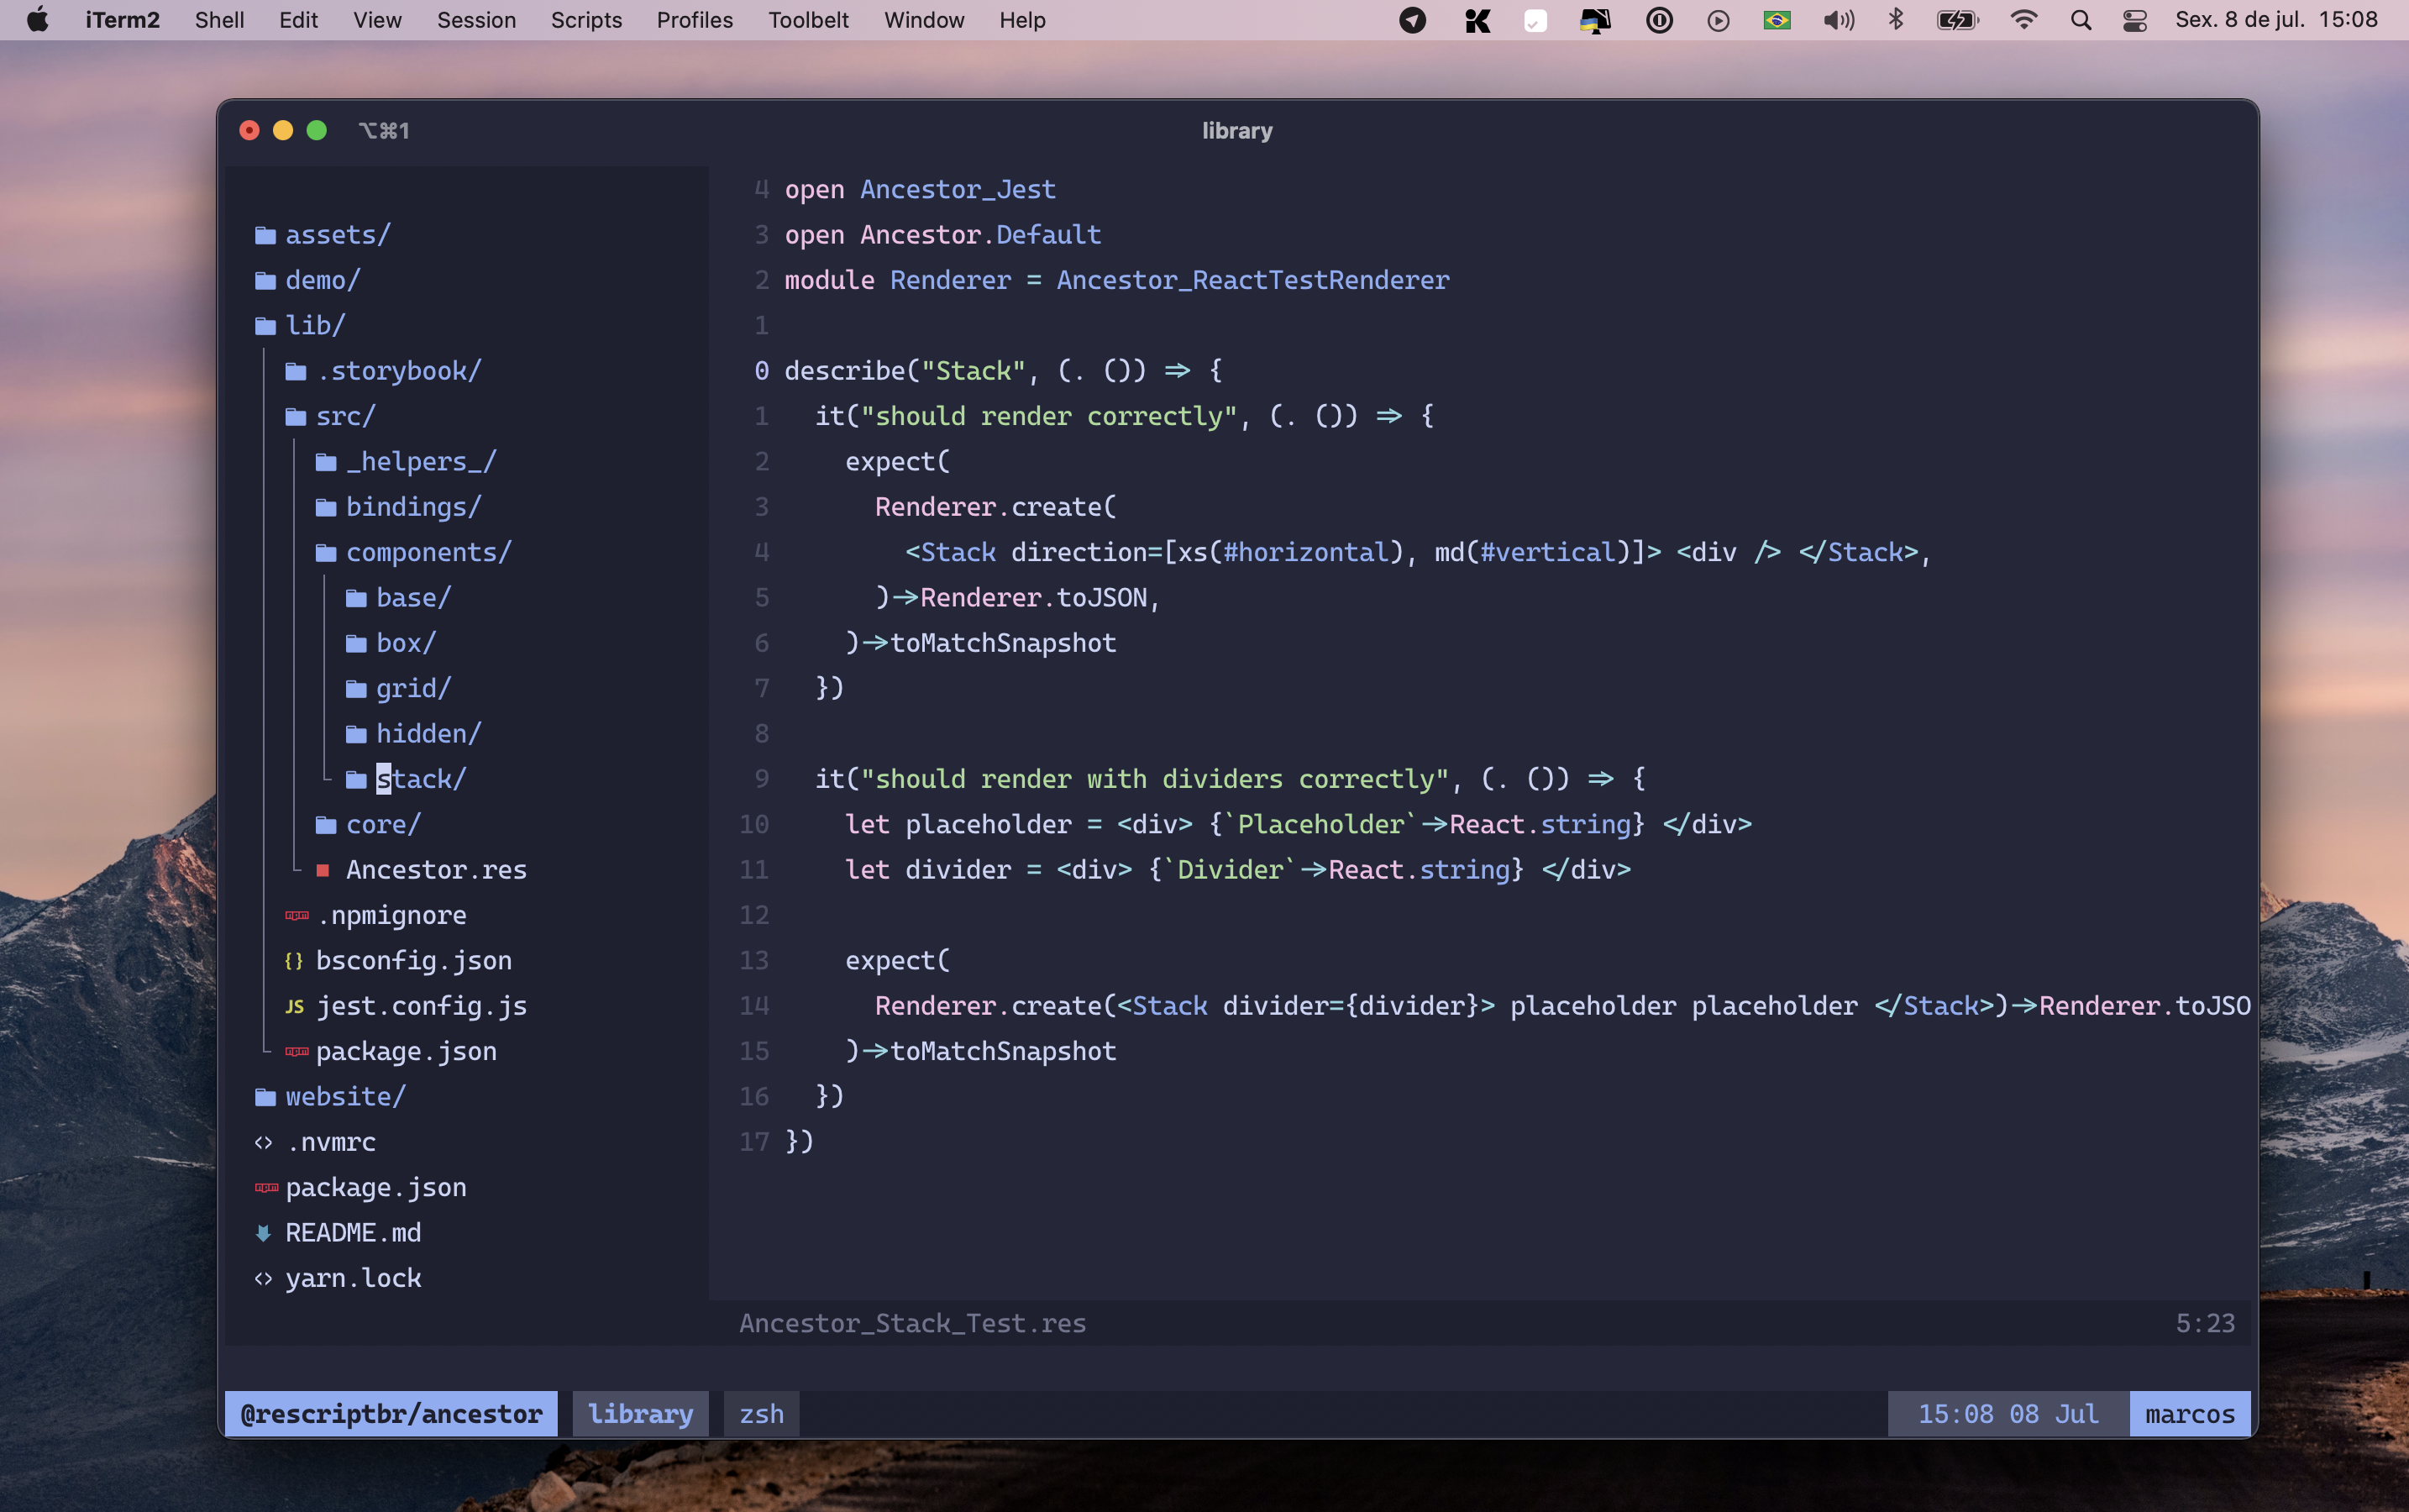 iTerm2 Shell Edit View Session Scripts Profiles Toolbelt Window Help Sex. 8 de jul. 15:08
⌥⌘1 library
assets/
demo/
lib/
.storybook/
src/
_helpers_/
bindings/
components/
base/
box/
grid/
hidden/
stack/
core/
Ancestor.res
.npmignore
{} bsconfig.json
JS jest.config.js
package.json
website/
<> .nvmrc
package.json
README.md
<> yarn.lock
4 open Ancestor_Jest
3 open Ancestor.Default
2 module Renderer = Ancestor_ReactTestRenderer
1
0 describe("Stack", (. ()) => {
1   it("should render correctly", (. ()) => {
2     expect(
3       Renderer.create(
4         <Stack direction=[xs(#horizontal), md(#vertical)]> <div /> </Stack>,
5       )->Renderer.toJSON,
6     )->toMatchSnapshot
7   })
8
9   it("should render with dividers correctly", (. ()) => {
10     let placeholder = <div> {`Placeholder`->React.string} </div>
11     let divider = <div> {`Divider`->React.string} </div>
12
13     expect(
14       Renderer.create(<Stack divider={divider}> placeholder placeholder </Stack>)->Renderer.toJSO
15     )->toMatchSnapshot
16   })
17 })
Ancestor_Stack_Test.res 5:23
@rescriptbr/ancestor library zsh 15:08 08 Jul marcos